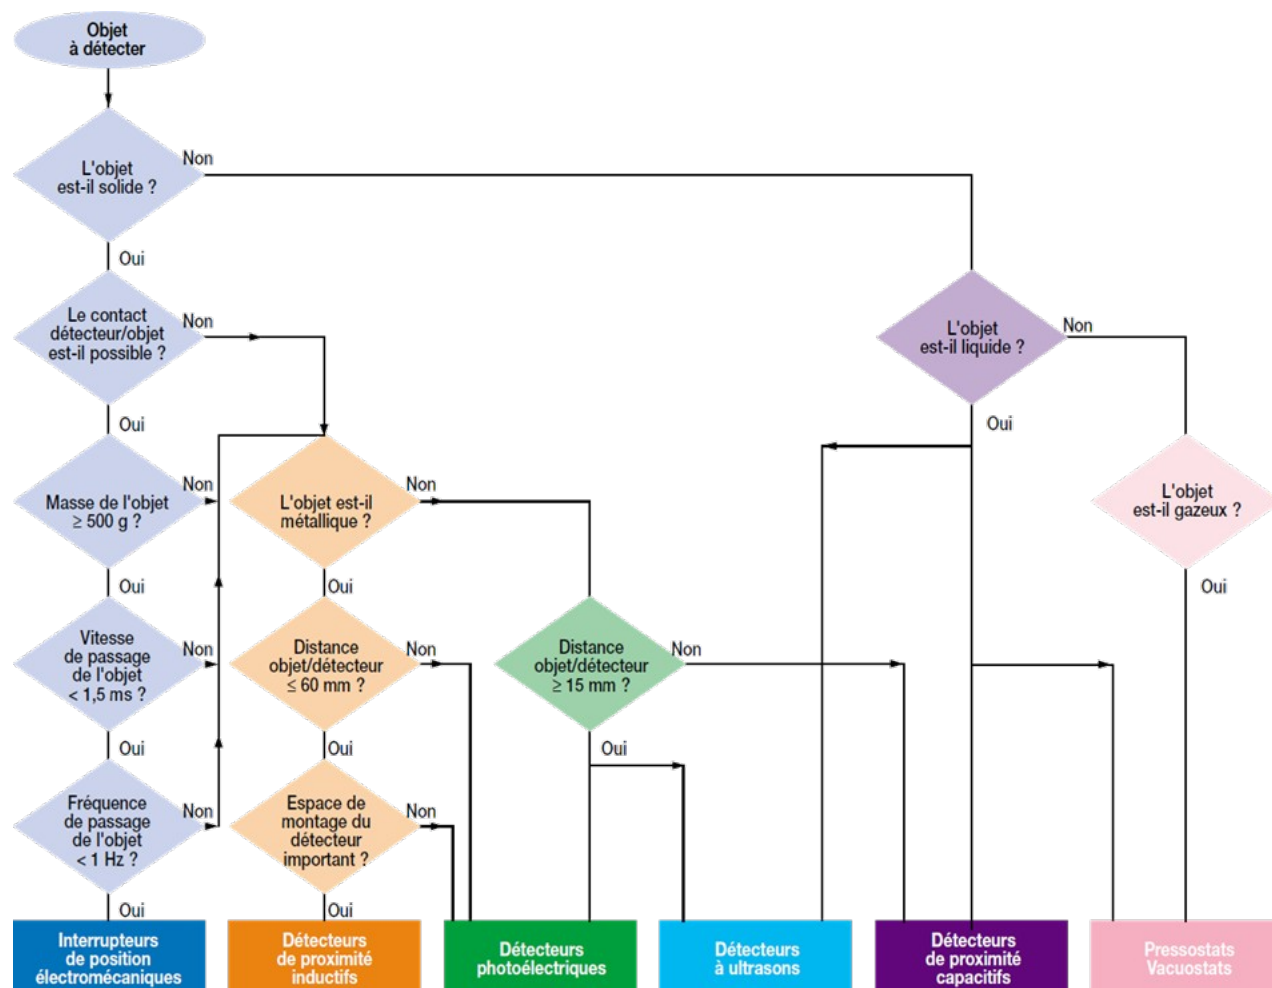 Objet
à détecter
L'objet
est-il solide ?
Non
Oui
Le contact
détecteur/objet
est-il possible ?
Non
Oui
L'objet
est-il liquide ?
Non
Oui
Masse de l'objet
≥ 500 g ?
Non
Oui
L'objet est-il
métallique ?
Non
Oui
L'objet
est-il gazeux ?
Oui
Vitesse
de passage
de l'objet
< 1,5 ms ?
Non
Oui
Distance
objet/détecteur
≤ 60 mm ?
Non
Oui
Distance
objet/détecteur
≥ 15 mm ?
Non
Oui
Fréquence
de passage
de l'objet
< 1 Hz ?
Non
Oui
Espace de
montage du
détecteur
important ?
Non
Oui
Interrupteurs
de position
électromécaniques
Détecteurs
de proximité
inductifs
Détecteurs
photoélectriques
Détecteurs
à ultrasons
Détecteurs
de proximité
capacitifs
Pressostats
Vacuostats